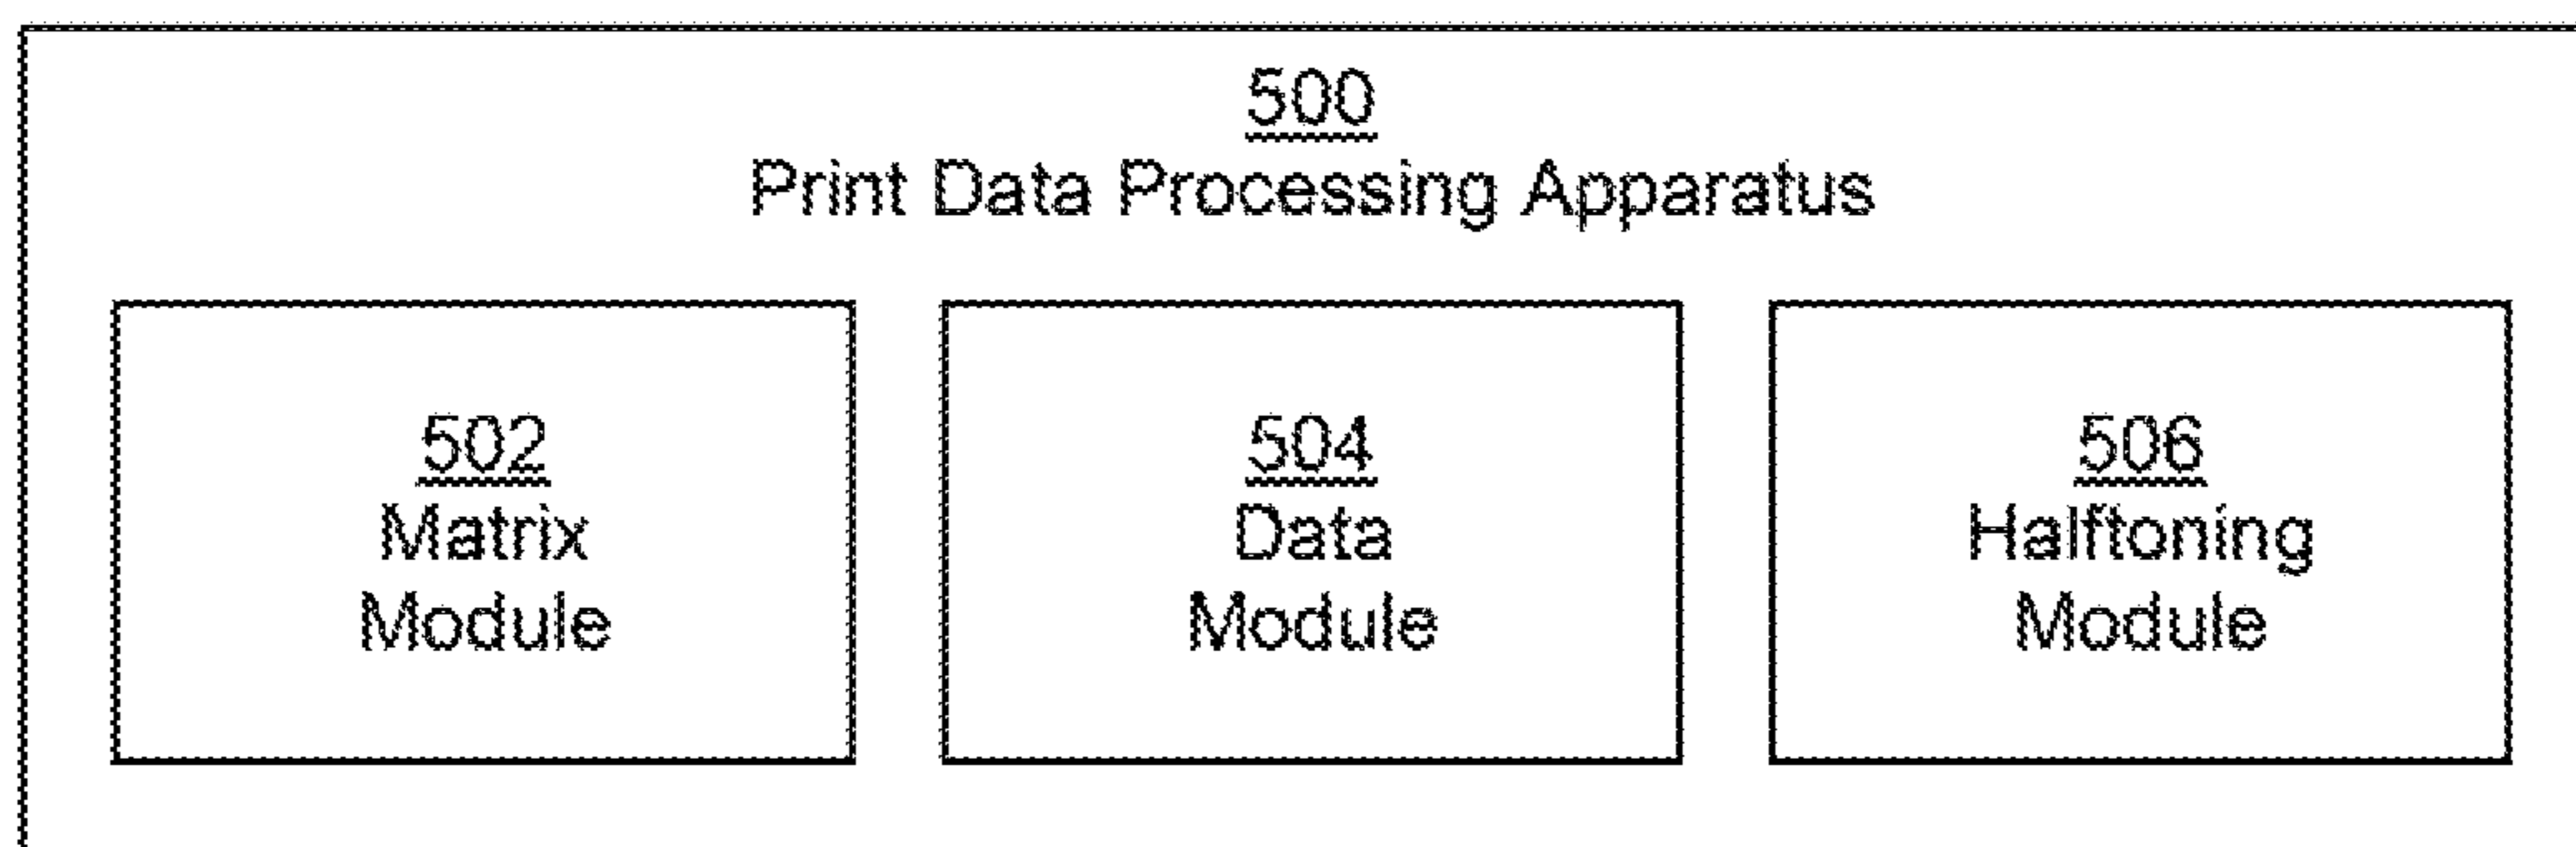 500
Print Data Processing Apparatus
502
Matrix
Module
504
Data
Module
506
Halftoning
Module